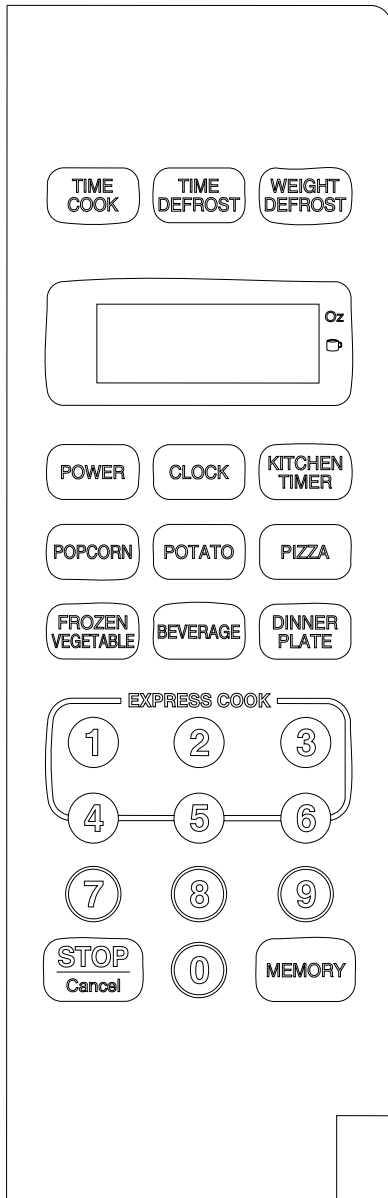 TIME
COOK
TIME
DEFROST
WEIGHT
DEFROST
Oz
POWER
CLOCK
KITCHEN
TIMER
POPCORN
POTATO
PIZZA
FROZEN
VEGETABLE
BEVERAGE
DINNER
PLATE
EXPRESS COOK
1 2 3
4 5 6
7 8 9
STOP
Cancel
0
MEMORY